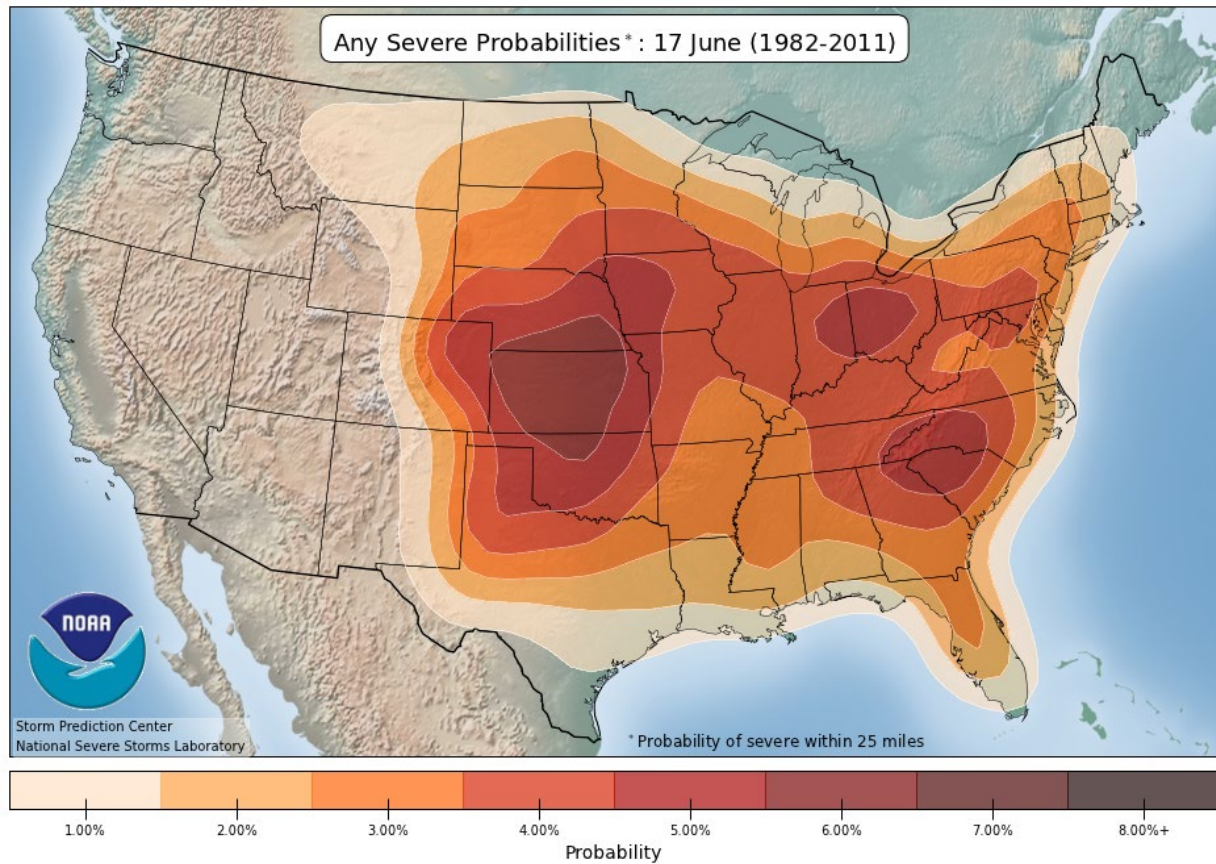 Any Severe Probabilities*: 17 June (1982-2011)
NOAA
Storm Prediction Center
National Severe Storms Laboratory
*Probability of severe within 25 miles
1.00% 2.00% 3.00% 4.00% 5.00% 6.00% 7.00% 8.00%+
Probability